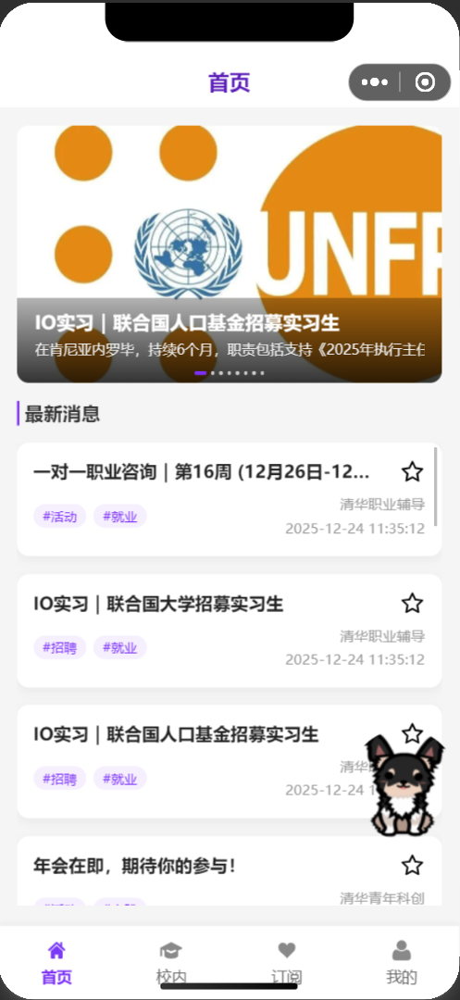 首页
UNFP
IO实习｜联合国人口基金招募实习生
在肯尼亚内罗毕，持续6个月，职责包括支持《2025年执行主任
最新消息
一对一职业咨询｜第16周 (12月26日-12...
清华职业辅导
#活动 #就业
2025-12-24 11:35:12
IO实习｜联合国大学招募实习生
清华职业辅导
#招聘 #就业
2025-12-24 11:35:12
IO实习｜联合国人口基金招募实习生
清华
#招聘 #就业
2025-12-24 1
年会在即，期待你的参与！
清华青年科创
首页 校内 订阅 我的